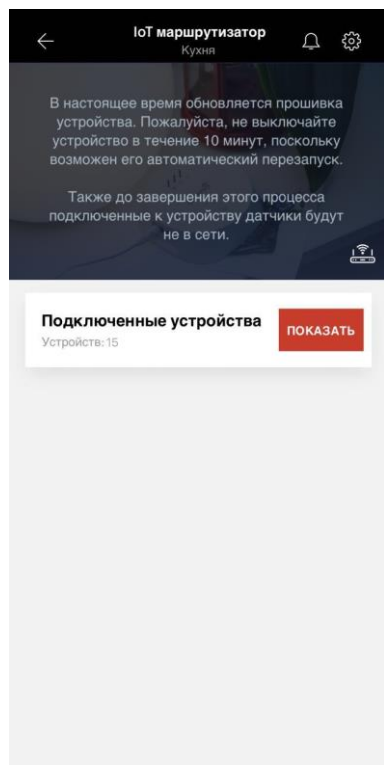 IoT маршрутизатор
Кухня
В настоящее время обновляется прошивка
устройства. Пожалуйста, не выключайте
устройство в течение 10 минут, поскольку
возможен его автоматический перезапуск.
Также до завершения этого процесса
подключенные к устройству датчики будут
не в сети.
Подключенные устройства
Устройств: 15
ПОКАЗАТЬ